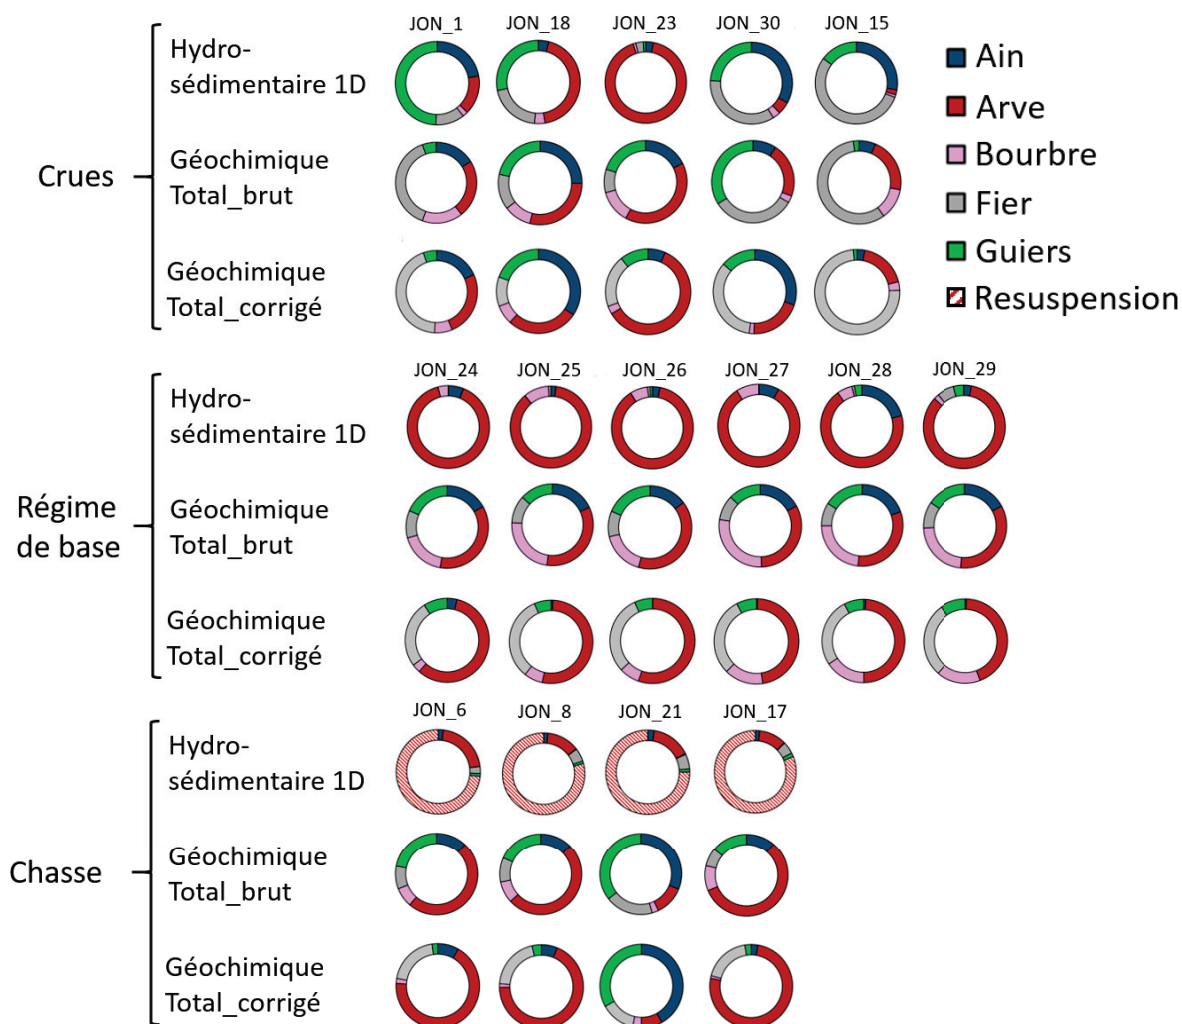 JON_1 JON_18 JON_23 JON_30 JON_15
Crues
Hydro-
sédimentaire 1D
Géochimique
Total_brut
Géochimique
Total_corrigé
Ain
Arve
Bourbre
Fier
Guiers
Resuspension
JON_24 JON_25 JON_26 JON_27 JON_28 JON_29
Régime
de base
Hydro-
sédimentaire 1D
Géochimique
Total_brut
Géochimique
Total_corrigé
JON_6 JON_8 JON_21 JON_17
Chasse
Hydro-
sédimentaire 1D
Géochimique
Total_brut
Géochimique
Total_corrigé